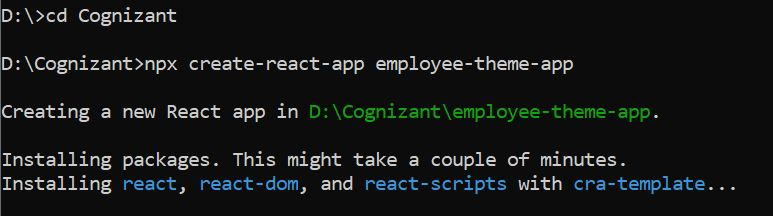 D:\>cd Cognizant
D:\Cognizant>npx create-react-app employee-theme-app
Creating a new React app in D:\Cognizant\employee-theme-app.
Installing packages. This might take a couple of minutes.
Installing react, react-dom, and react-scripts with cra-template...